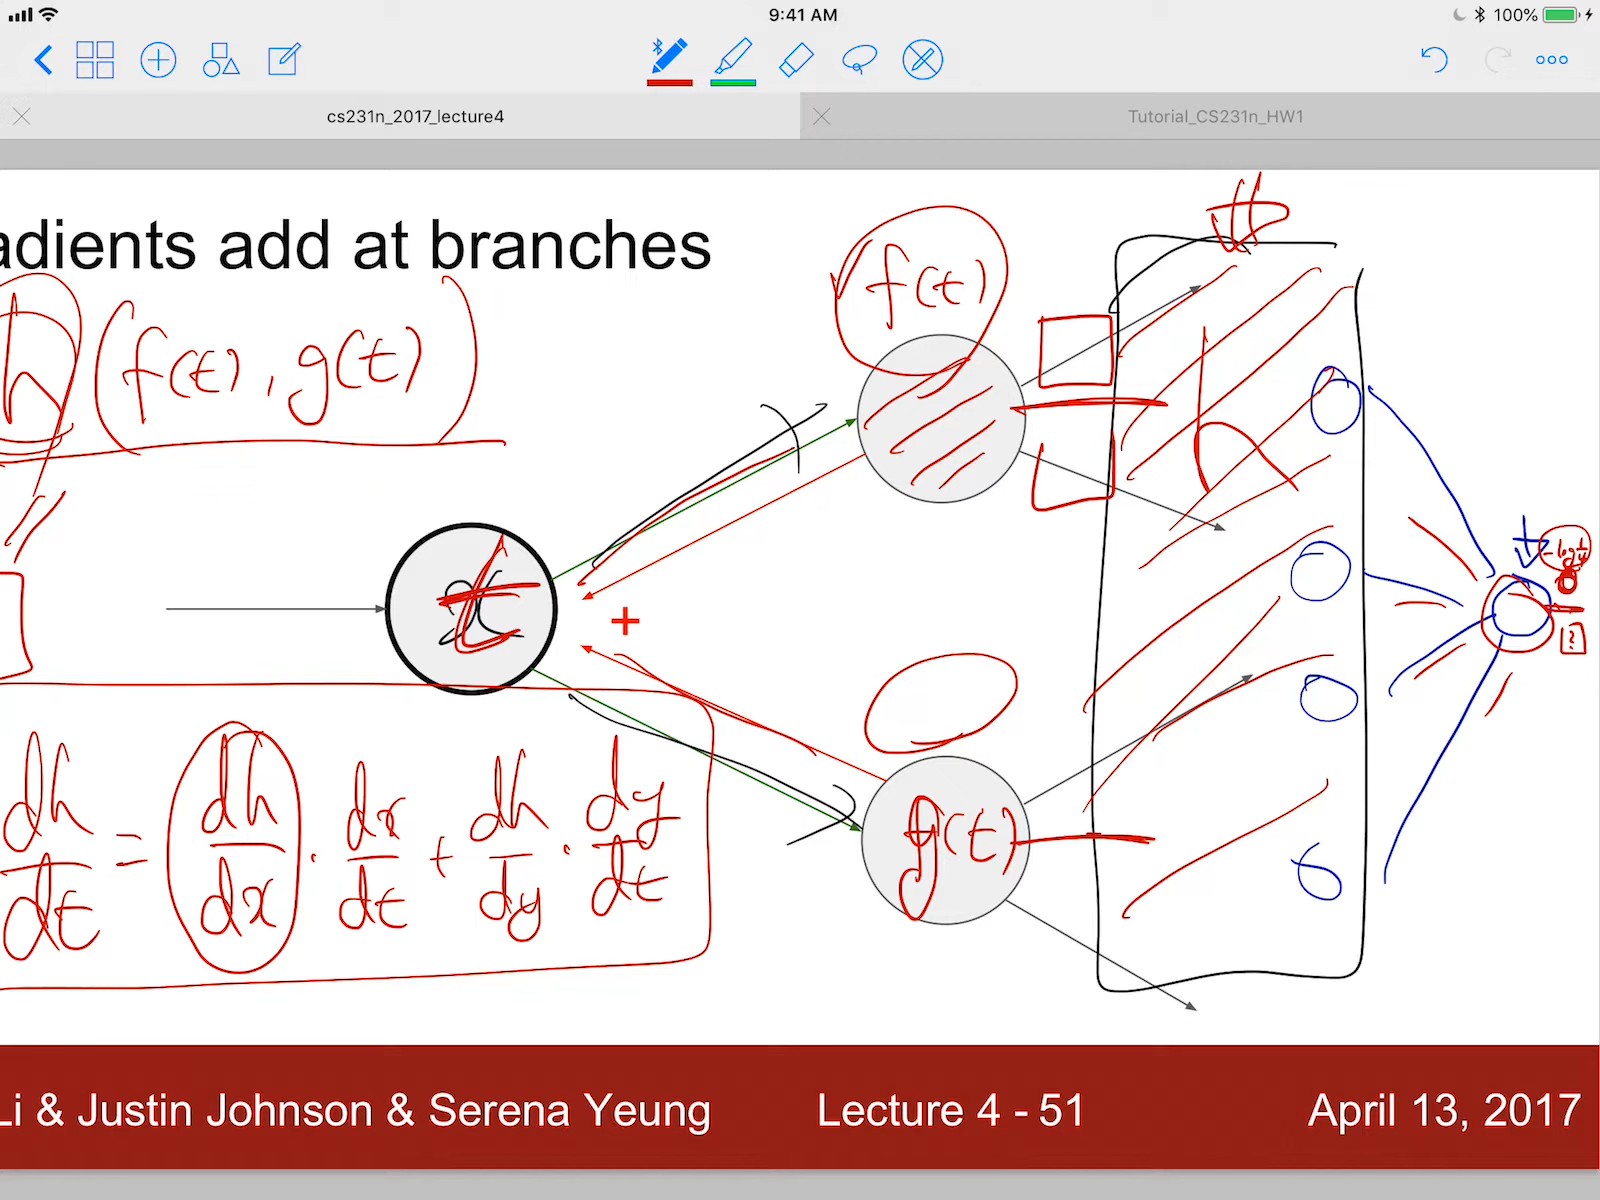 9:41 AM
100%
cs231n_2017_lecture4
Tutorial_CS231n_HW1
adients add at branches
h (f(t), g(t))
f(t)
h
t
+
g(t)
dh/dt = dh/dx · dx/dt + dh/dy · dy/dt
Li & Justin Johnson & Serena Yeung
Lecture 4 - 51
April 13, 2017